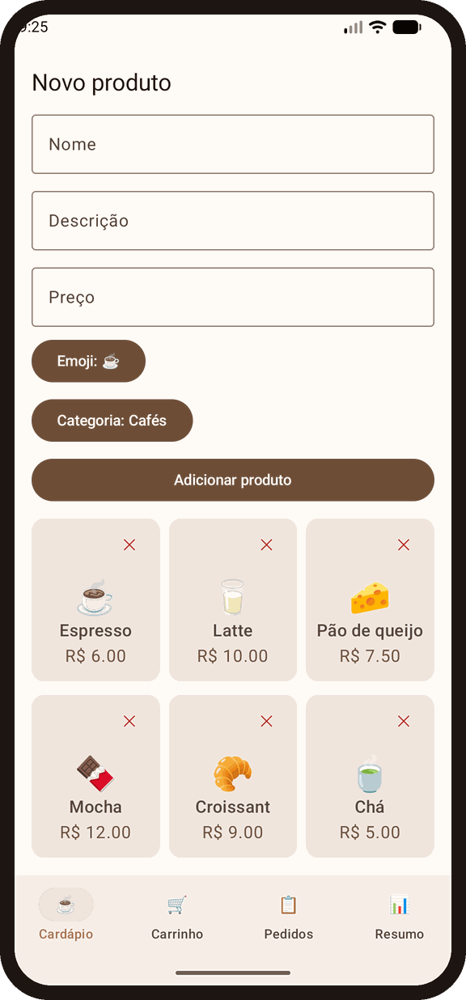 9:25
Novo produto
Nome
Descrição
Preço
Emoji: ☕
Categoria: Cafés
Adicionar produto
Espresso
R$ 6.00
Latte
R$ 10.00
Pão de queijo
R$ 7.50
Mocha
R$ 12.00
Croissant
R$ 9.00
Chá
R$ 5.00
Cardápio
Carrinho
Pedidos
Resumo